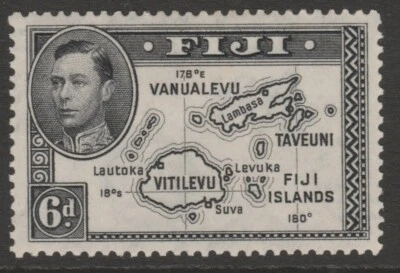 · FIJI ·
178°E
VANUALEVU
Lambasa
TAVEUNI
Lautoka
Levuka
18°S
VITILEVU
FIJI
ISLANDS
6d.
Suva
180°